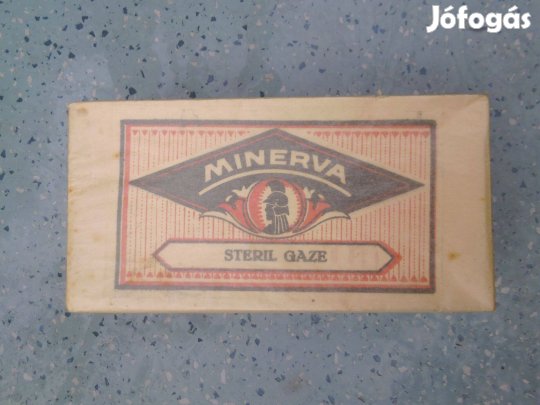 Jófogás
MINERVA
STERIL GAZE